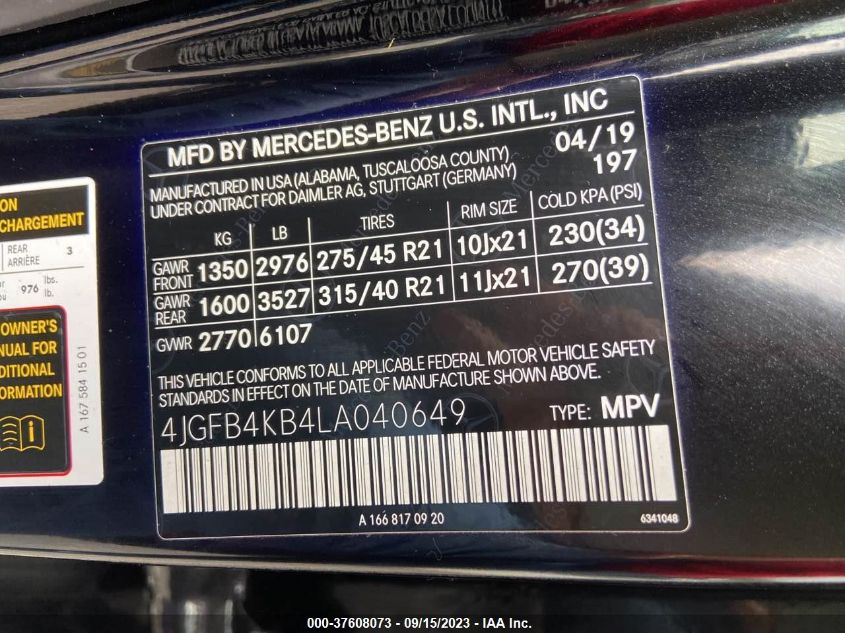 MFD BY MERCEDES-BENZ U.S. INTL., INC
04/19
197
MANUFACTURED IN USA (ALABAMA, TUSCALOOSA COUNTY)
UNDER CONTRACT FOR DAIMLER AG, STUTTGART (GERMANY)
KG LB TIRES RIM SIZE COLD KPA (PSI)
GAWR FRONT 1350 2976 275/45 R21 10Jx21 230(34)
GAWR REAR 1600 3527 315/40 R21 11Jx21 270(39)
GVWR 2770 6107
THIS VEHICLE CONFORMS TO ALL APPLICABLE FEDERAL MOTOR VEHICLE SAFETY
STANDARDS IN EFFECT ON THE DATE OF MANUFACTURE SHOWN ABOVE.
4JGFB4KB4LA040649 TYPE: MPV
A 166 817 09 20
6341048
ON
CHARGEMENT
REAR 3
ARRIÈRE
976 lbs.
lb.
OWNER'S
NUAL FOR
DITIONAL
FORMATION
A 167 584 15 01
000-37608073 - 09/15/2023 - IAA Inc.